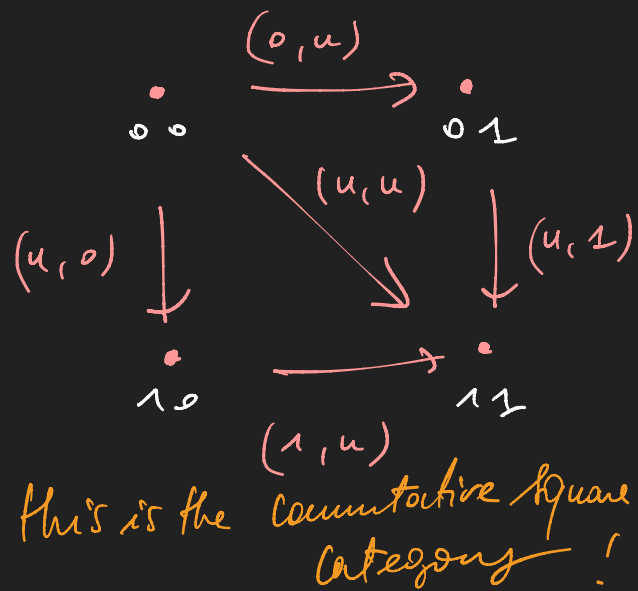 (0,u)
00 01
(u,u)
(u,0) (u,1)
10 11
(1,u)
this is the commutative square
category !